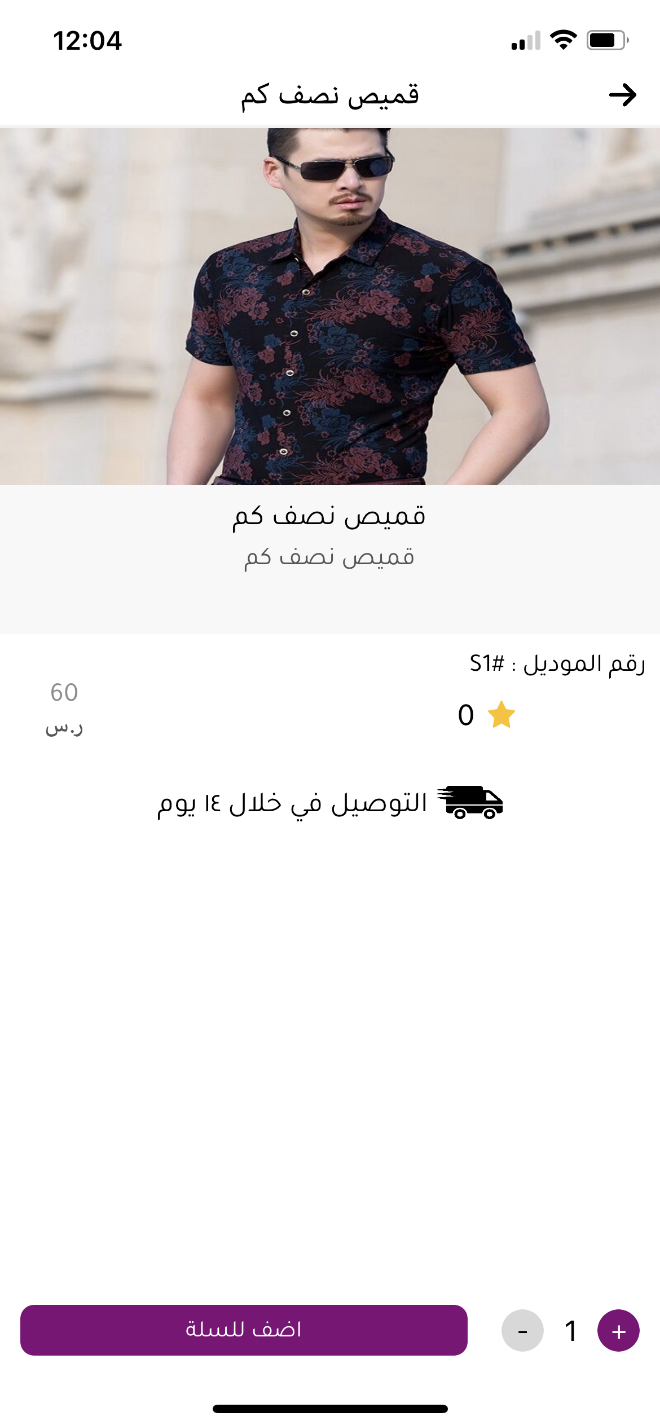 12:04
قميص نصف كم
قميص نصف كم
قميص نصف كم
رقم الموديل : #S1
0
60
ر.س
التوصيل في خلال ١٤ يوم
+ 1 -
اضف للسلة